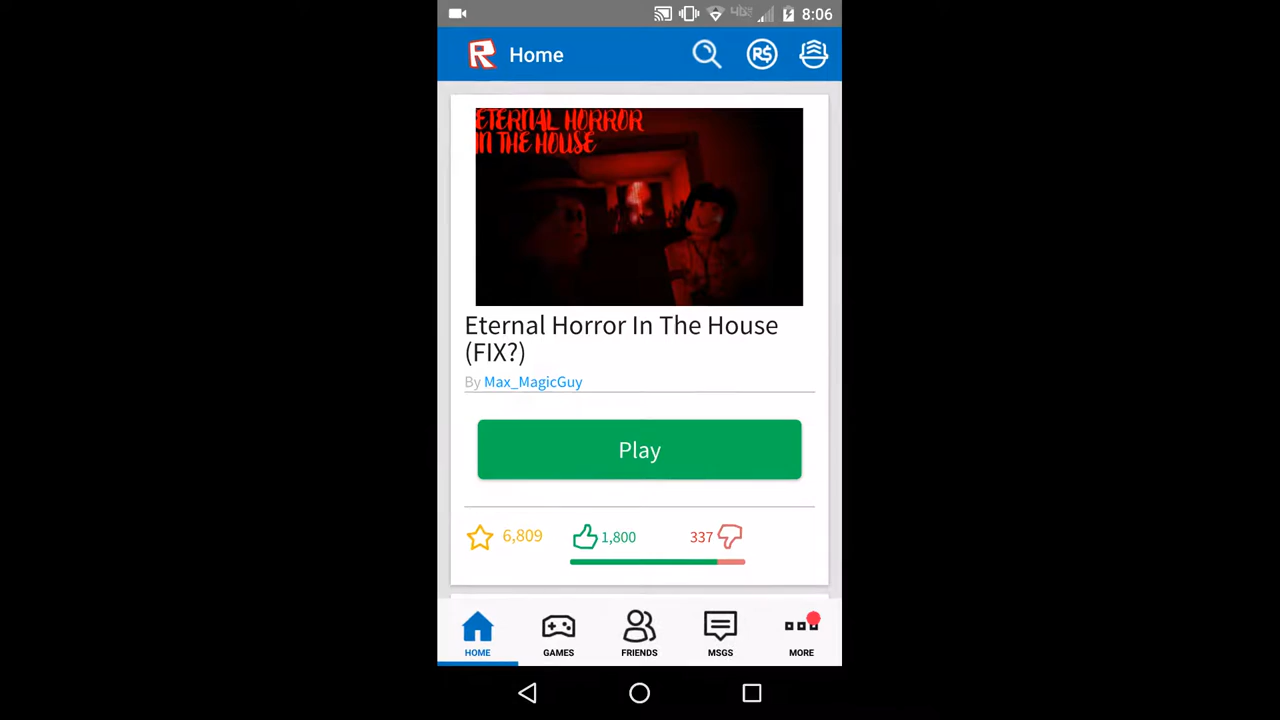 8:06
R Home R$
ETERNAL HORROR
IN THE HOUSE
Eternal Horror In The House
(FIX?)
By Max_MagicGuy
Play
6,809 1,800 337
HOME GAMES FRIENDS MSGS MORE